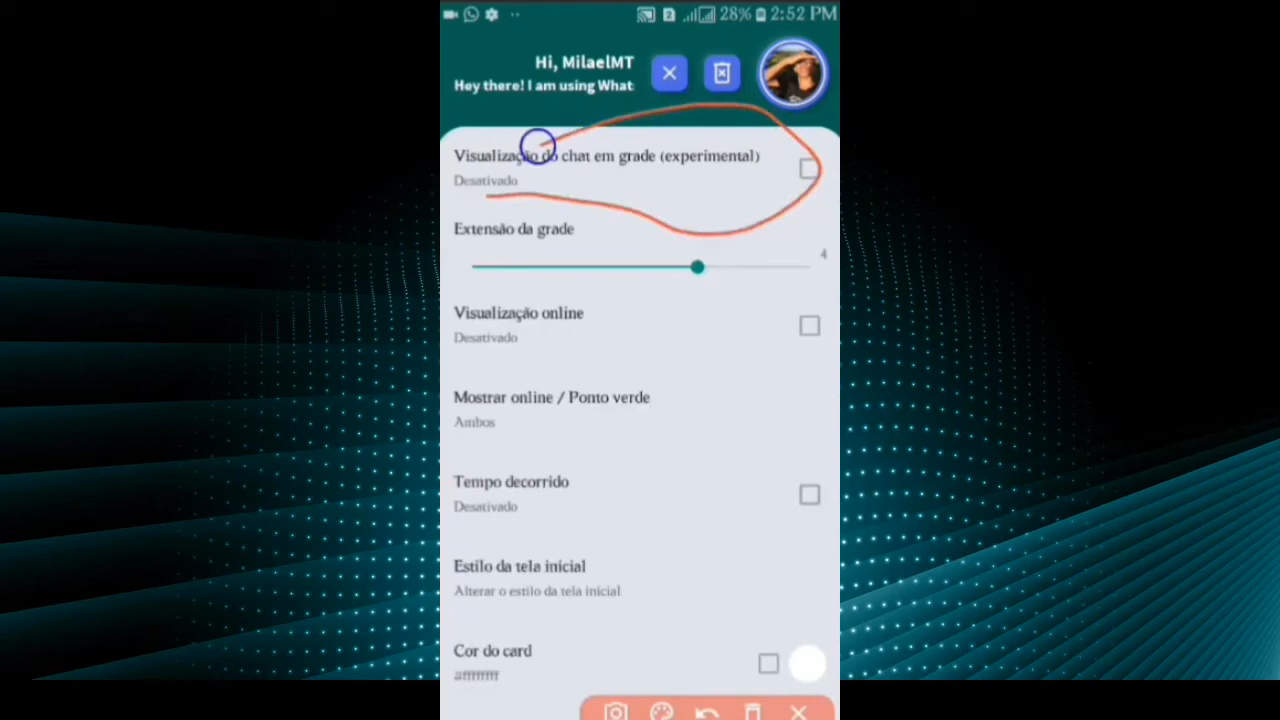 28% 2:52 PM
Hi, MilaelMT
Hey there! I am using What
Visualização do chat em grade (experimental)
Desativado
Extensão da grade
4
Visualização online
Desativado
Mostrar online / Ponto verde
Ambos
Tempo decorrido
Desativado
Estilo da tela inicial
Alterar o estilo da tela inicial
Cor do card